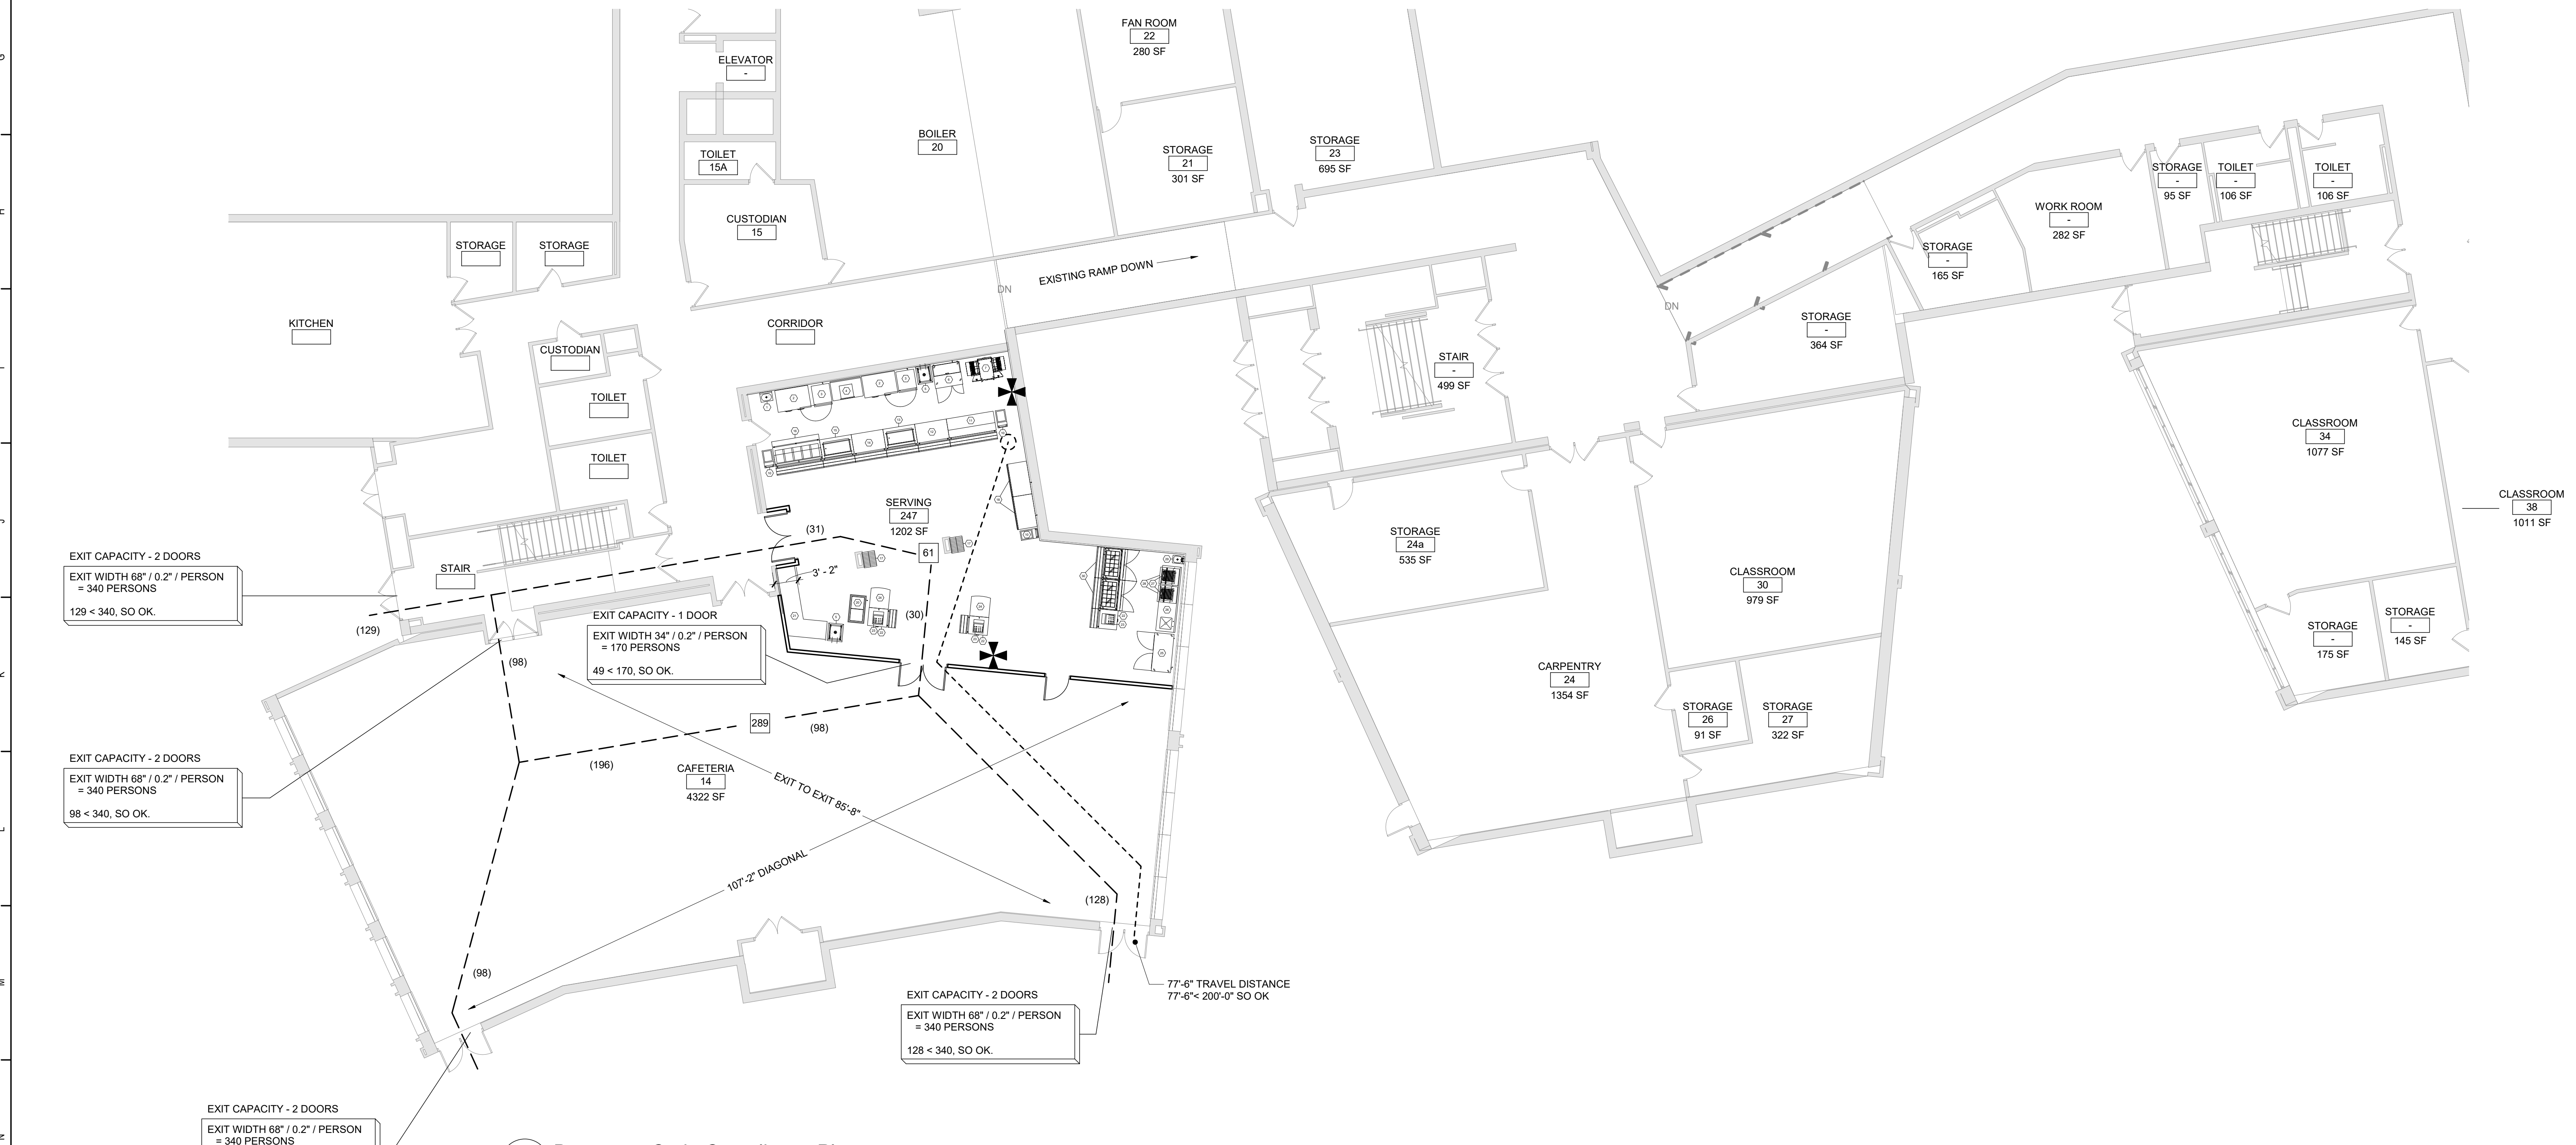 G
H
J
K
L
M
N
FAN ROOM
22
280 SF
ELEVATOR
-
BOILER
20
STORAGE
21
301 SF
STORAGE
23
695 SF
TOILET
15A
CUSTODIAN
15
STORAGE
STORAGE
EXISTING RAMP DOWN
DN
DN
KITCHEN
CORRIDOR
CUSTODIAN
TOILET
TOILET
STAIR
-
499 SF
STORAGE
-
364 SF
STORAGE
-
165 SF
WORK ROOM
-
282 SF
STORAGE
-
95 SF
TOILET
-
106 SF
TOILET
-
106 SF
CLASSROOM
34
1077 SF
CLASSROOM
38
1011 SF
STORAGE
-
175 SF
STORAGE
-
145 SF
STORAGE
24a
535 SF
CLASSROOM
30
979 SF
CARPENTRY
24
1354 SF
STORAGE
26
91 SF
STORAGE
27
322 SF
SERVING
247
1202 SF
(31)
61
(30)
3' - 2"
STAIR
EXIT CAPACITY - 2 DOORS
EXIT WIDTH 68" / 0.2" / PERSON
= 340 PERSONS
129 < 340, SO OK.
(129)
(98)
EXIT CAPACITY - 1 DOOR
EXIT WIDTH 34" / 0.2" / PERSON
= 170 PERSONS
49 < 170, SO OK.
289
(98)
(196)
CAFETERIA
14
4322 SF
EXIT TO EXIT 85'-8"
107'-2" DIAGONAL
EXIT CAPACITY - 2 DOORS
EXIT WIDTH 68" / 0.2" / PERSON
= 340 PERSONS
98 < 340, SO OK.
(98)
(128)
77'-6" TRAVEL DISTANCE
77'-6"< 200'-0" SO OK
EXIT CAPACITY - 2 DOORS
EXIT WIDTH 68" / 0.2" / PERSON
= 340 PERSONS
128 < 340, SO OK.
EXIT CAPACITY - 2 DOORS
EXIT WIDTH 68" / 0.2" / PERSON
= 340 PERSONS